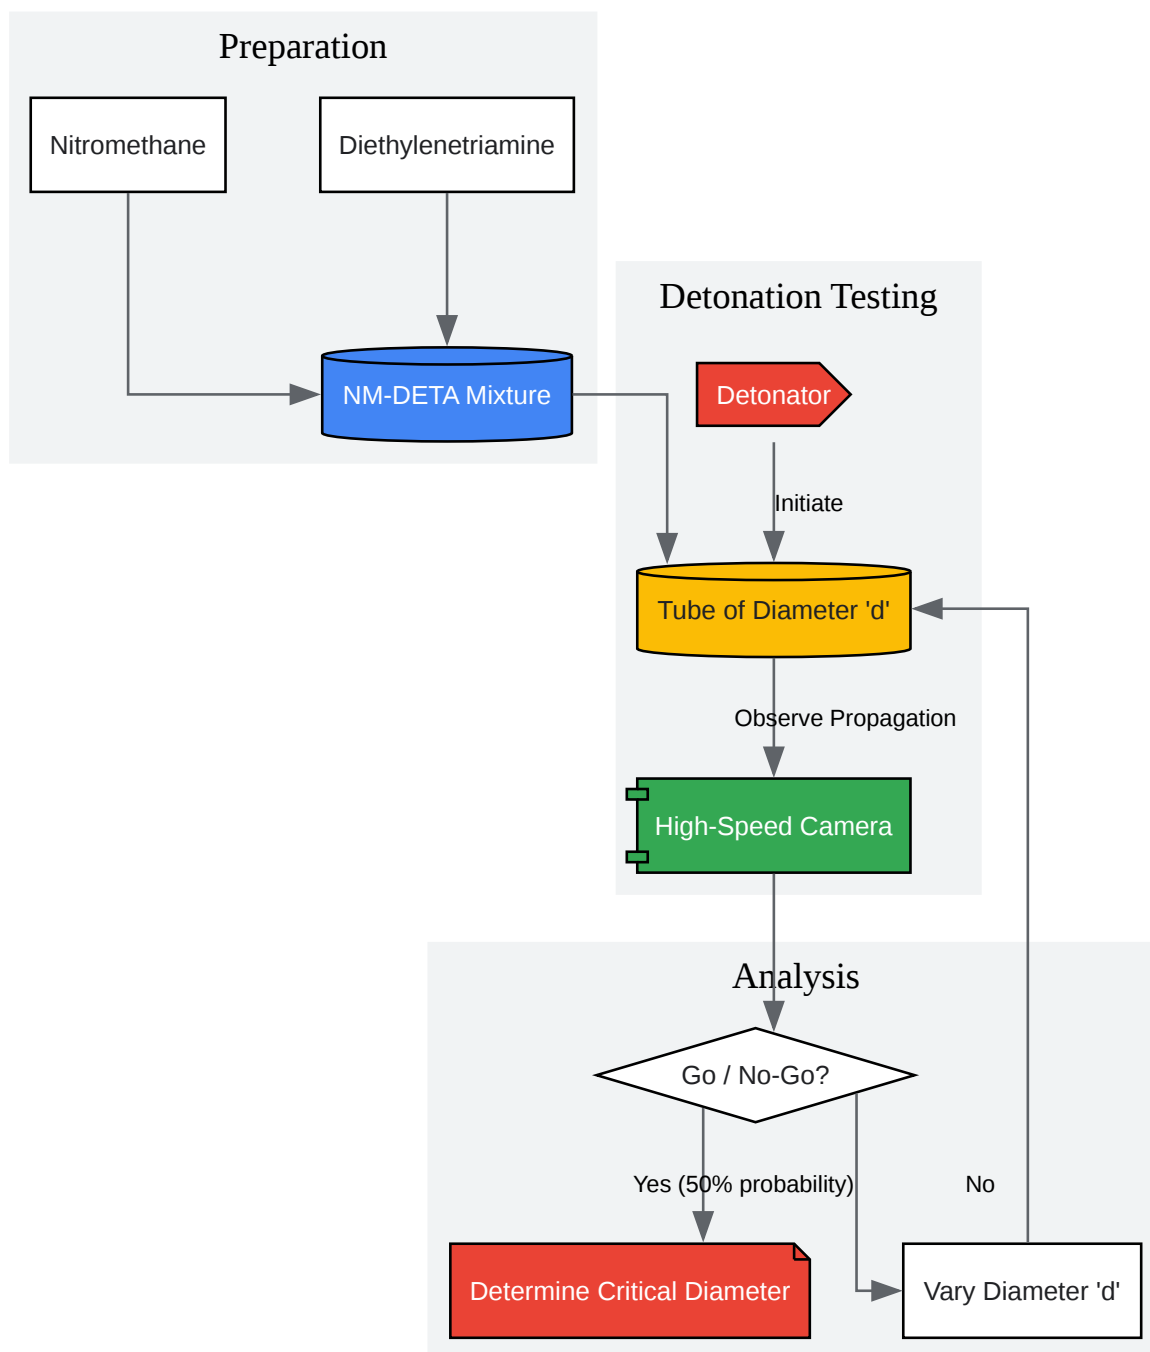 Preparation
Nitromethane
Diethylenetriamine
NM-DETA Mixture
Detonation Testing
Detonator
Initiate
Tube of Diameter 'd'
Observe Propagation
High-Speed Camera
Analysis
Go / No-Go?
Yes (50% probability)
No
Determine Critical Diameter
Vary Diameter 'd'